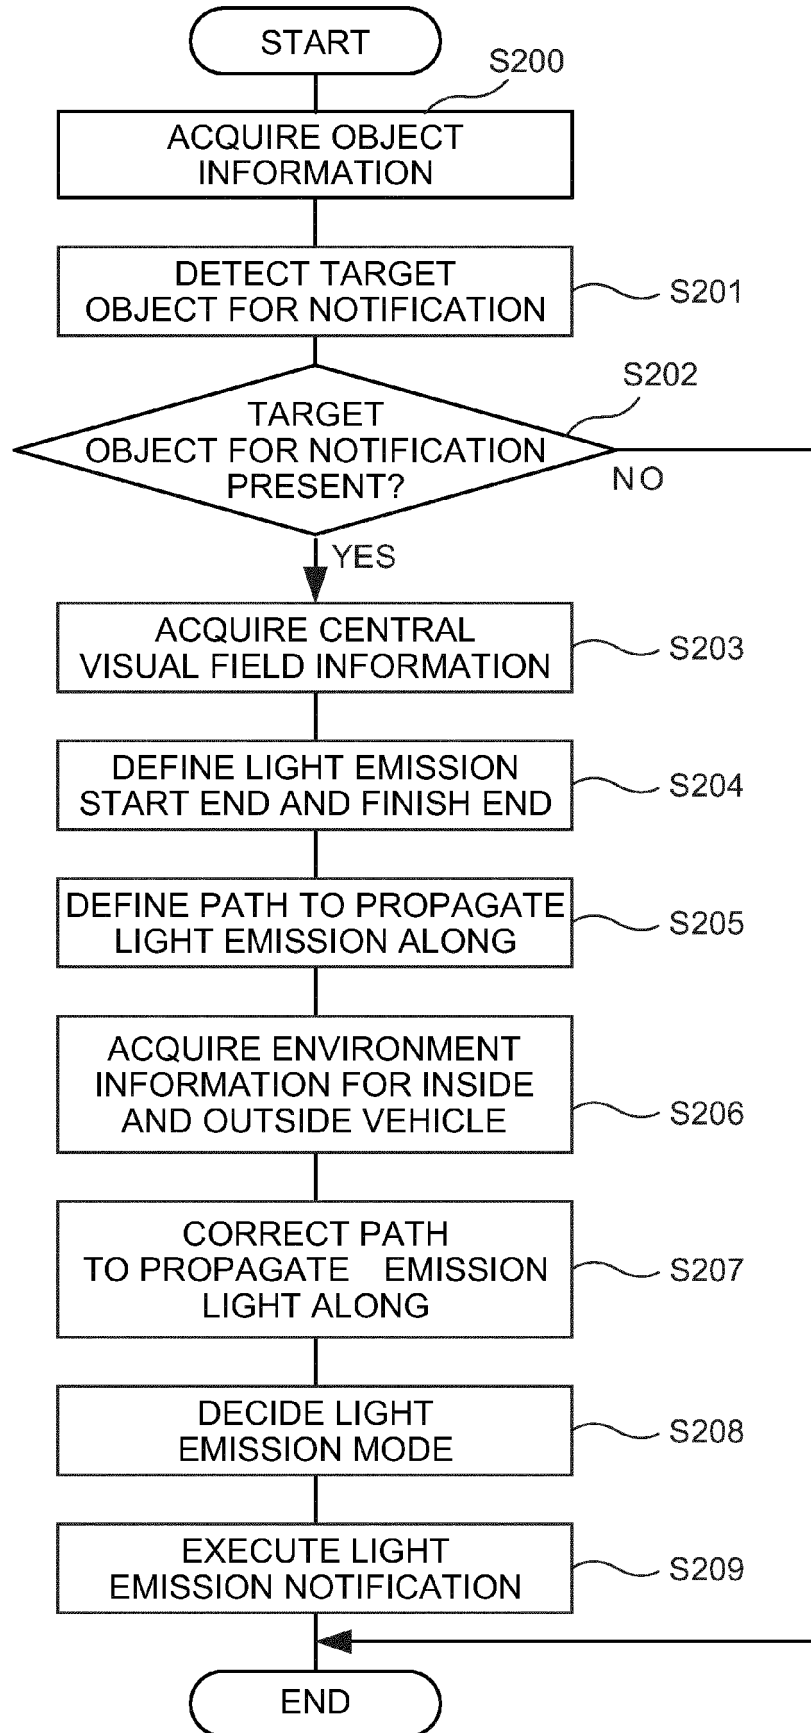 START
S200
ACQUIRE OBJECT
INFORMATION
DETECT TARGET
OBJECT FOR NOTIFICATION
S201
S202
TARGET
OBJECT FOR NOTIFICATION
PRESENT?
NO
YES
ACQUIRE CENTRAL
VISUAL FIELD INFORMATION
S203
DEFINE LIGHT EMISSION
START END AND FINISH END
S204
DEFINE PATH TO PROPAGATE
LIGHT EMISSION ALONG
S205
ACQUIRE ENVIRONMENT
INFORMATION FOR INSIDE
AND OUTSIDE VEHICLE
S206
CORRECT PATH
TO PROPAGATE EMISSION
LIGHT ALONG
S207
DECIDE LIGHT
EMISSION MODE
S208
EXECUTE LIGHT
EMISSION NOTIFICATION
S209
END